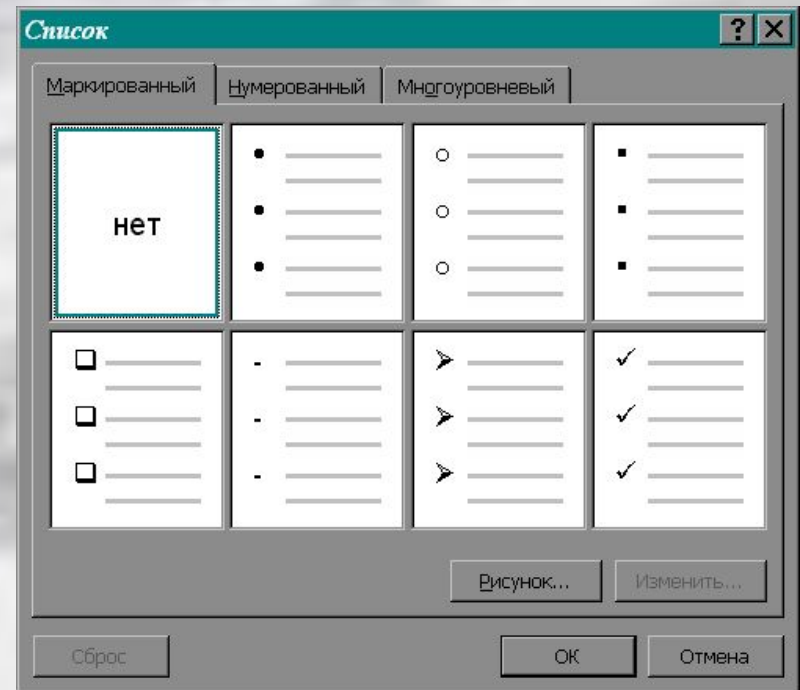 Список
Маркированный Нумерованный Многоуровневый
нет
Рисунок... Изменить...
Сброс ОК Отмена